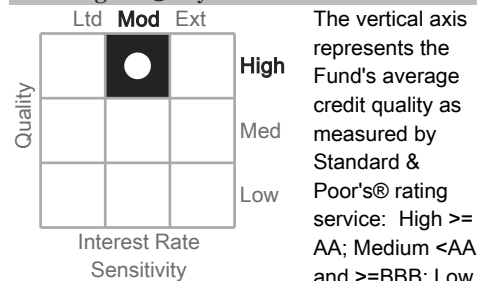 Ltd Mod Ext
High
Med
Low
Quality
Interest Rate
Sensitivity
The vertical axis
represents the
Fund's average
credit quality as
measured by
Standard &
Poor's® rating
service: High >=
AA; Medium <AA
and >=BBB; Low